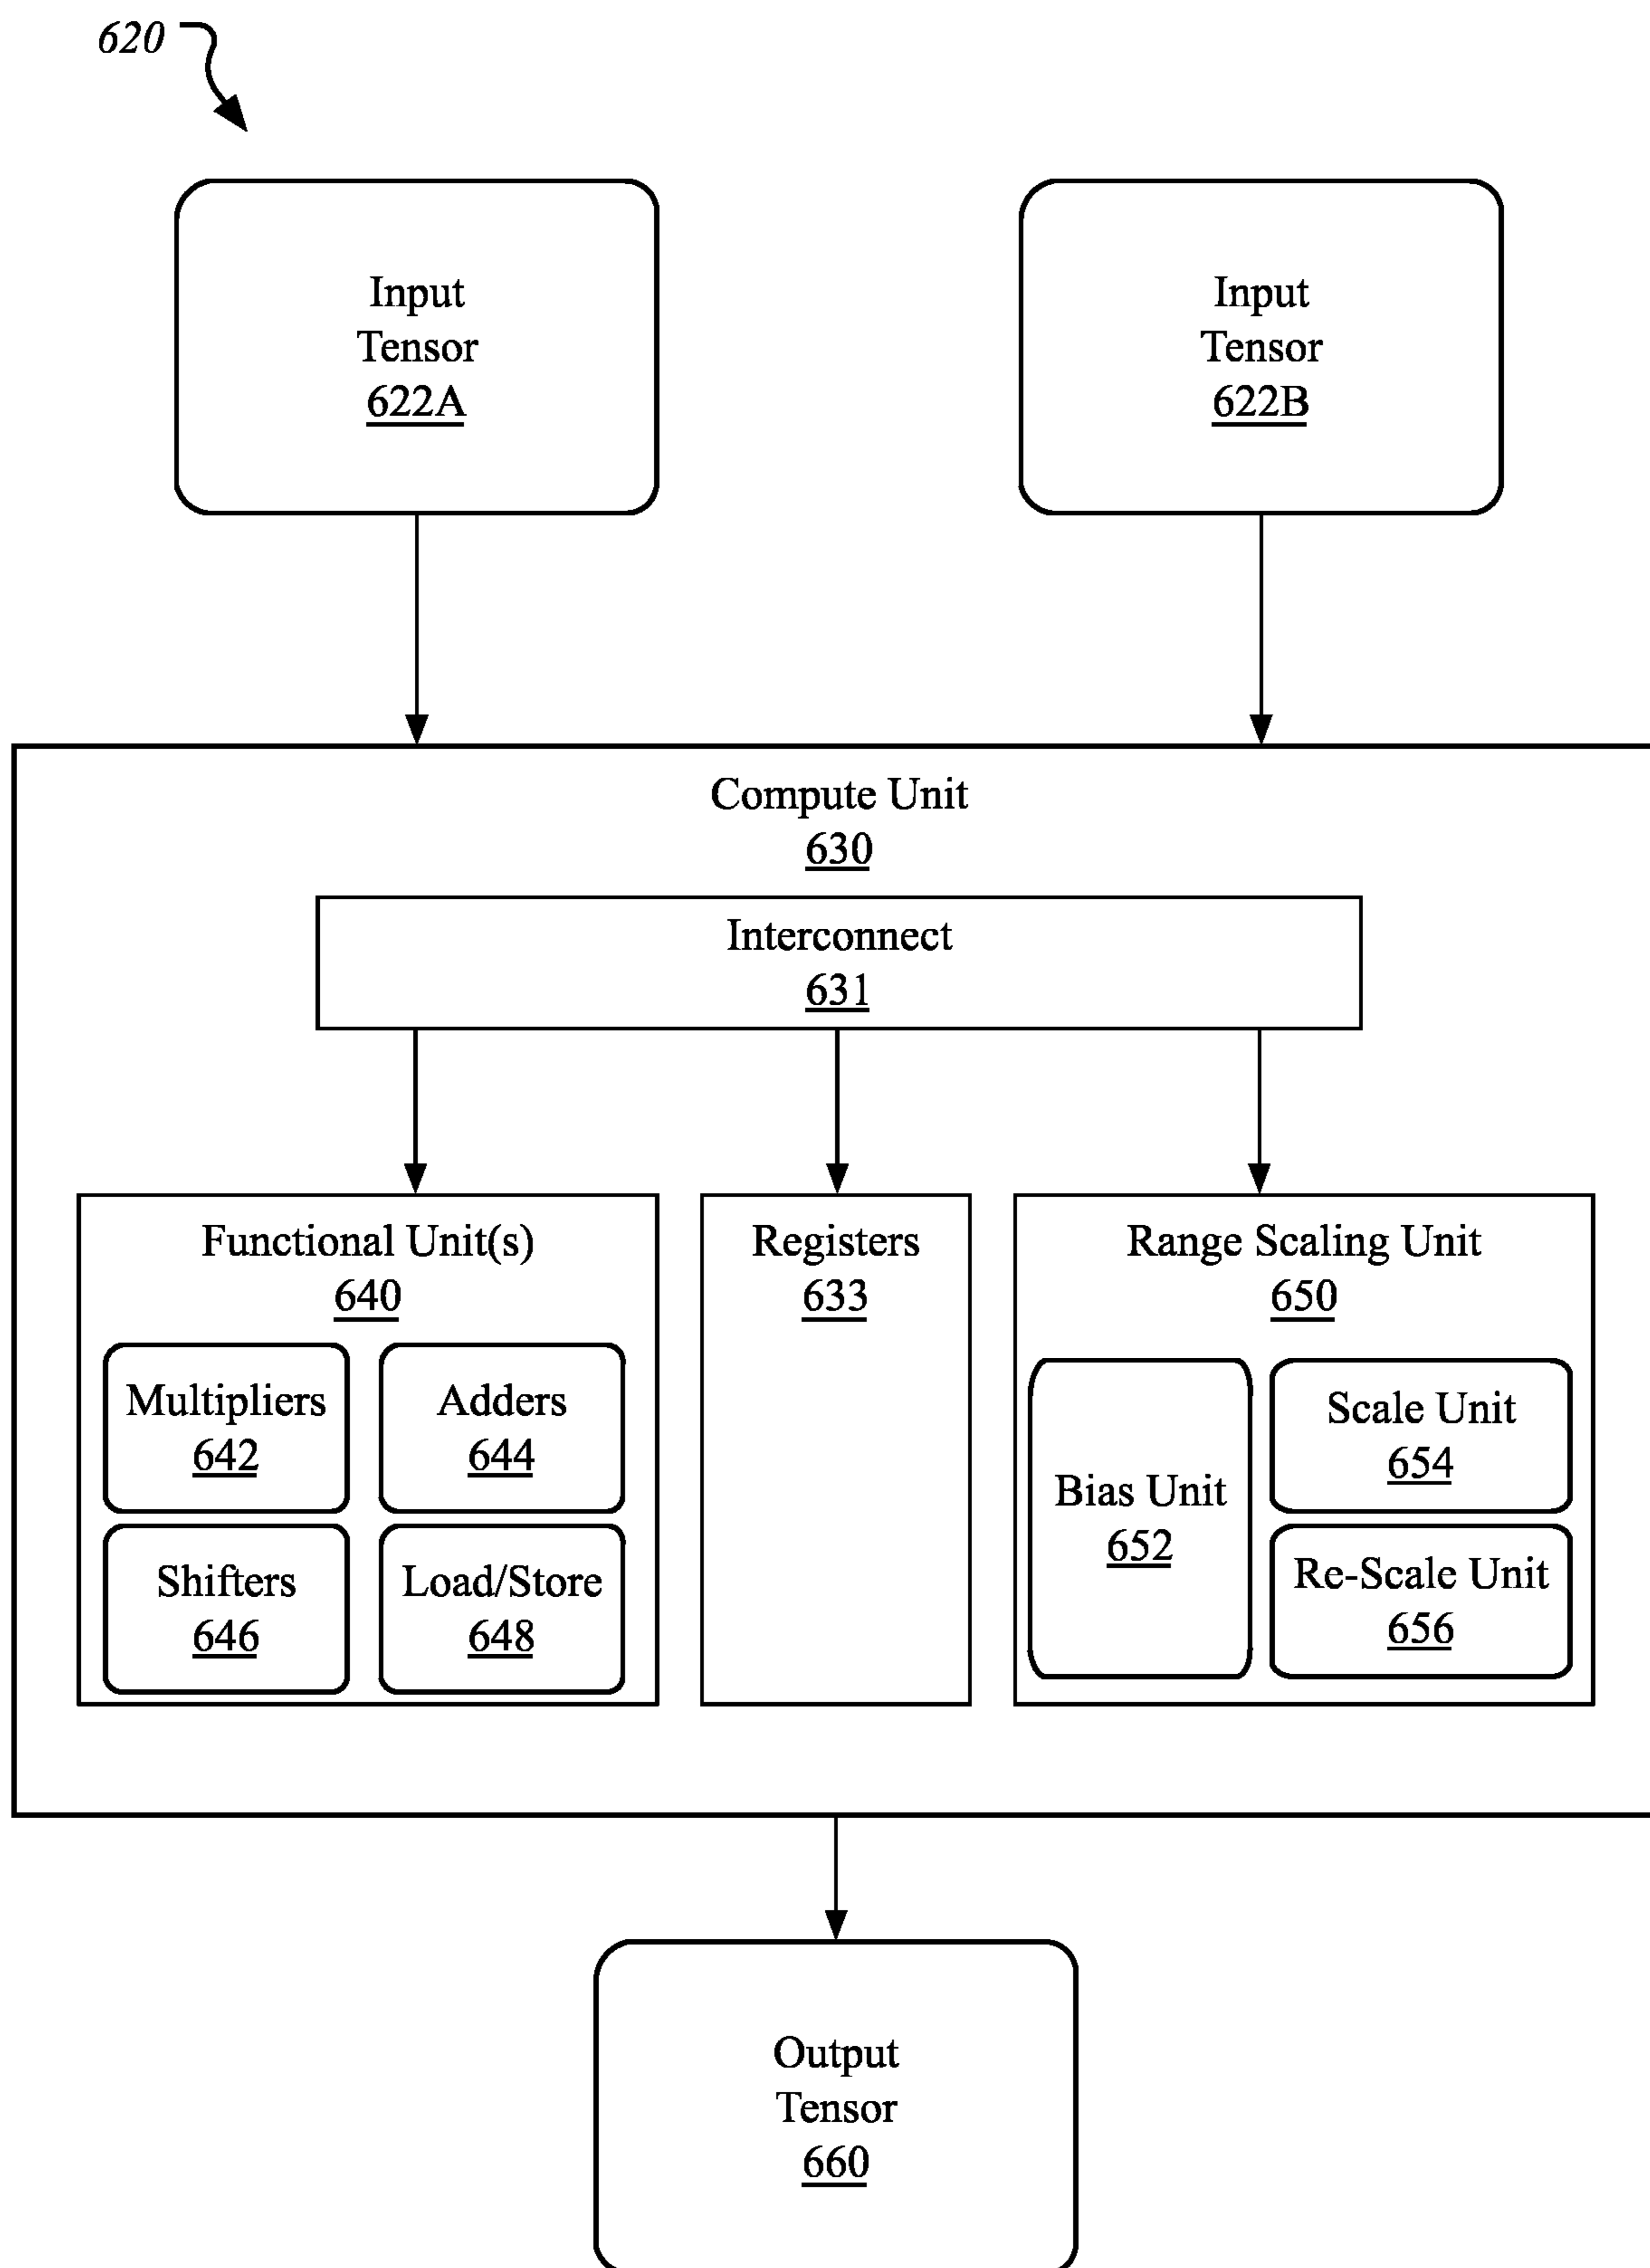 620
Input
Tensor
622A
Input
Tensor
622B
Compute Unit
630
Interconnect
631
Functional Unit(s)
640
Multipliers
642
Adders
644
Shifters
646
Load/Store
648
Registers
633
Range Scaling Unit
650
Bias Unit
652
Scale Unit
654
Re-Scale Unit
656
Output
Tensor
660